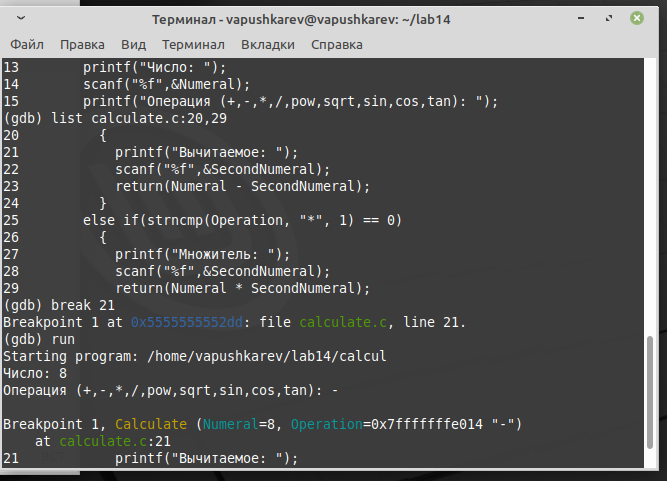 Терминал - vapushkarev@vapushkarev: ~/lab14
Файл Правка Вид Терминал Вкладки Справка
13        printf("Число: ");
14        scanf("%f",&Numeral);
15        printf("Операция (+,-,*,/,pow,sqrt,sin,cos,tan): ");
(gdb) list calculate.c:20,29
20          {
21            printf("Вычитаемое: ");
22            scanf("%f",&SecondNumeral);
23            return(Numeral - SecondNumeral);
24          }
25        else if(strncmp(Operation, "*", 1) == 0)
26          {
27            printf("Множитель: ");
28            scanf("%f",&SecondNumeral);
29            return(Numeral * SecondNumeral);
(gdb) break 21
Breakpoint 1 at 0x5555555552dd: file calculate.c, line 21.
(gdb) run
Starting program: /home/vapushkarev/lab14/calcul
Число: 8
Операция (+,-,*,/,pow,sqrt,sin,cos,tan): -

Breakpoint 1, Calculate (Numeral=8, Operation=0x7fffffffe014 "-")
    at calculate.c:21
21            printf("Вычитаемое: ");